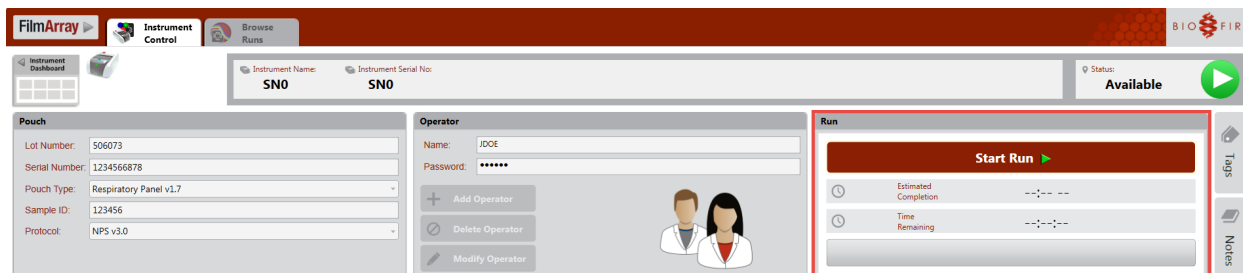 FilmArray
Instrument
Control
Browse
Runs
BIOFIR
Instrument
Dashboard
Instrument Name:
SN0
Instrument Serial No:
SN0
Status:
Available
Pouch
Lot Number: 506073
Serial Number: 1234566878
Pouch Type: Respiratory Panel v1.7
Sample ID: 123456
Protocol: NPS v3.0
Operator
Name: JDOE
Password: ••••••
Add Operator
Delete Operator
Modify Operator
Run
Start Run
Estimated
Completion --:-- --
Time
Remaining --:--:--
Tags
Notes